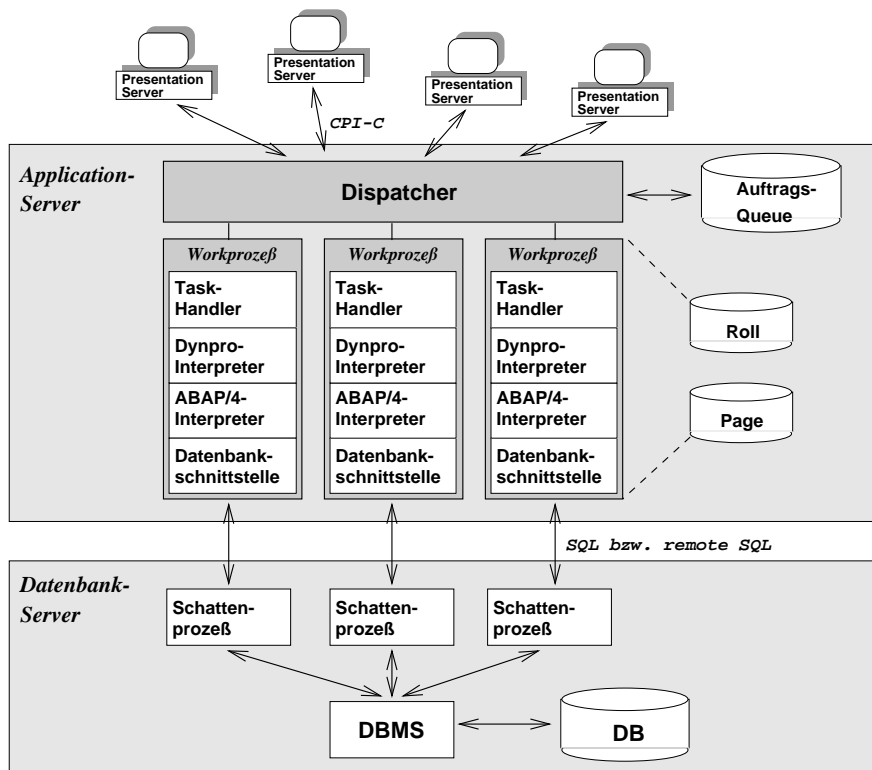 Presentation
Server
Presentation
Server
Presentation
Server
Presentation
Server
CPI-C
Application-
Server
Dispatcher
Auftrags-
Queue
Workprozeß
Task-
Handler
Dynpro-
Interpreter
ABAP/4-
Interpreter
Datenbank-
schnittstelle
Workprozeß
Task-
Handler
Dynpro-
Interpreter
ABAP/4-
Interpreter
Datenbank-
schnittstelle
Workprozeß
Task-
Handler
Dynpro-
Interpreter
ABAP/4-
Interpreter
Datenbank-
schnittstelle
Roll
Page
SQL bzw. remote SQL
Datenbank-
Server
Schatten-
prozeß
Schatten-
prozeß
Schatten-
prozeß
DBMS
DB